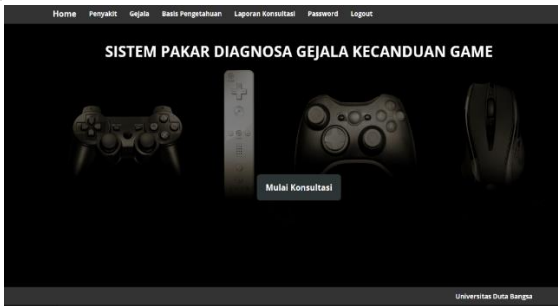 Home Penyakit Gejala Basis Pengetahuan Laporan Konsultasi Password Logout
SISTEM PAKAR DIAGNOSA GEJALA KECANDUAN GAME
Mulai Konsultasi
Universitas Duta Bangsa